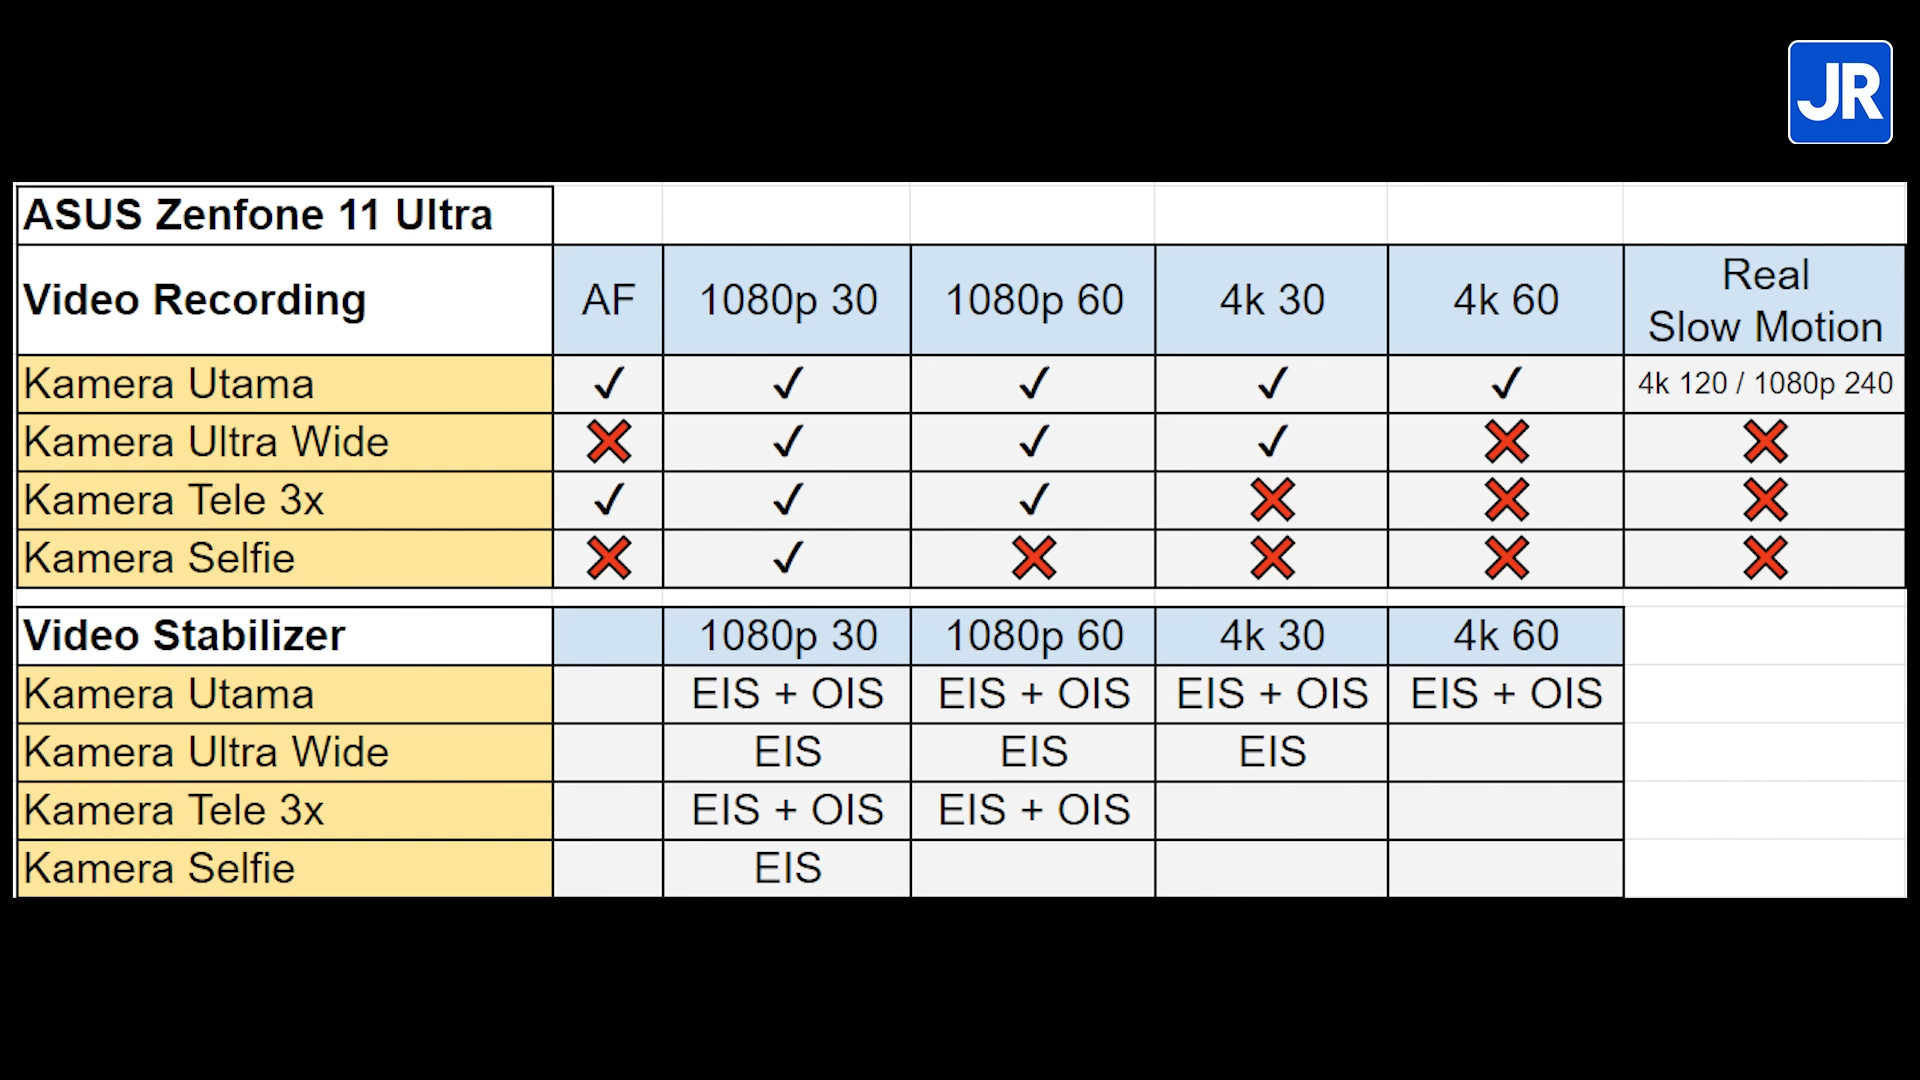 JR
ASUS Zenfone 11 Ultra
Video Recording AF 1080p 30 1080p 60 4k 30 4k 60 Real Slow Motion
Kamera Utama ✓ ✓ ✓ ✓ ✓ 4k 120 / 1080p 240
Kamera Ultra Wide ❌ ✓ ✓ ✓ ❌ ❌
Kamera Tele 3x ✓ ✓ ✓ ❌ ❌ ❌
Kamera Selfie ❌ ✓ ❌ ❌ ❌ ❌
Video Stabilizer 1080p 30 1080p 60 4k 30 4k 60
Kamera Utama EIS + OIS EIS + OIS EIS + OIS EIS + OIS
Kamera Ultra Wide EIS EIS EIS
Kamera Tele 3x EIS + OIS EIS + OIS
Kamera Selfie EIS